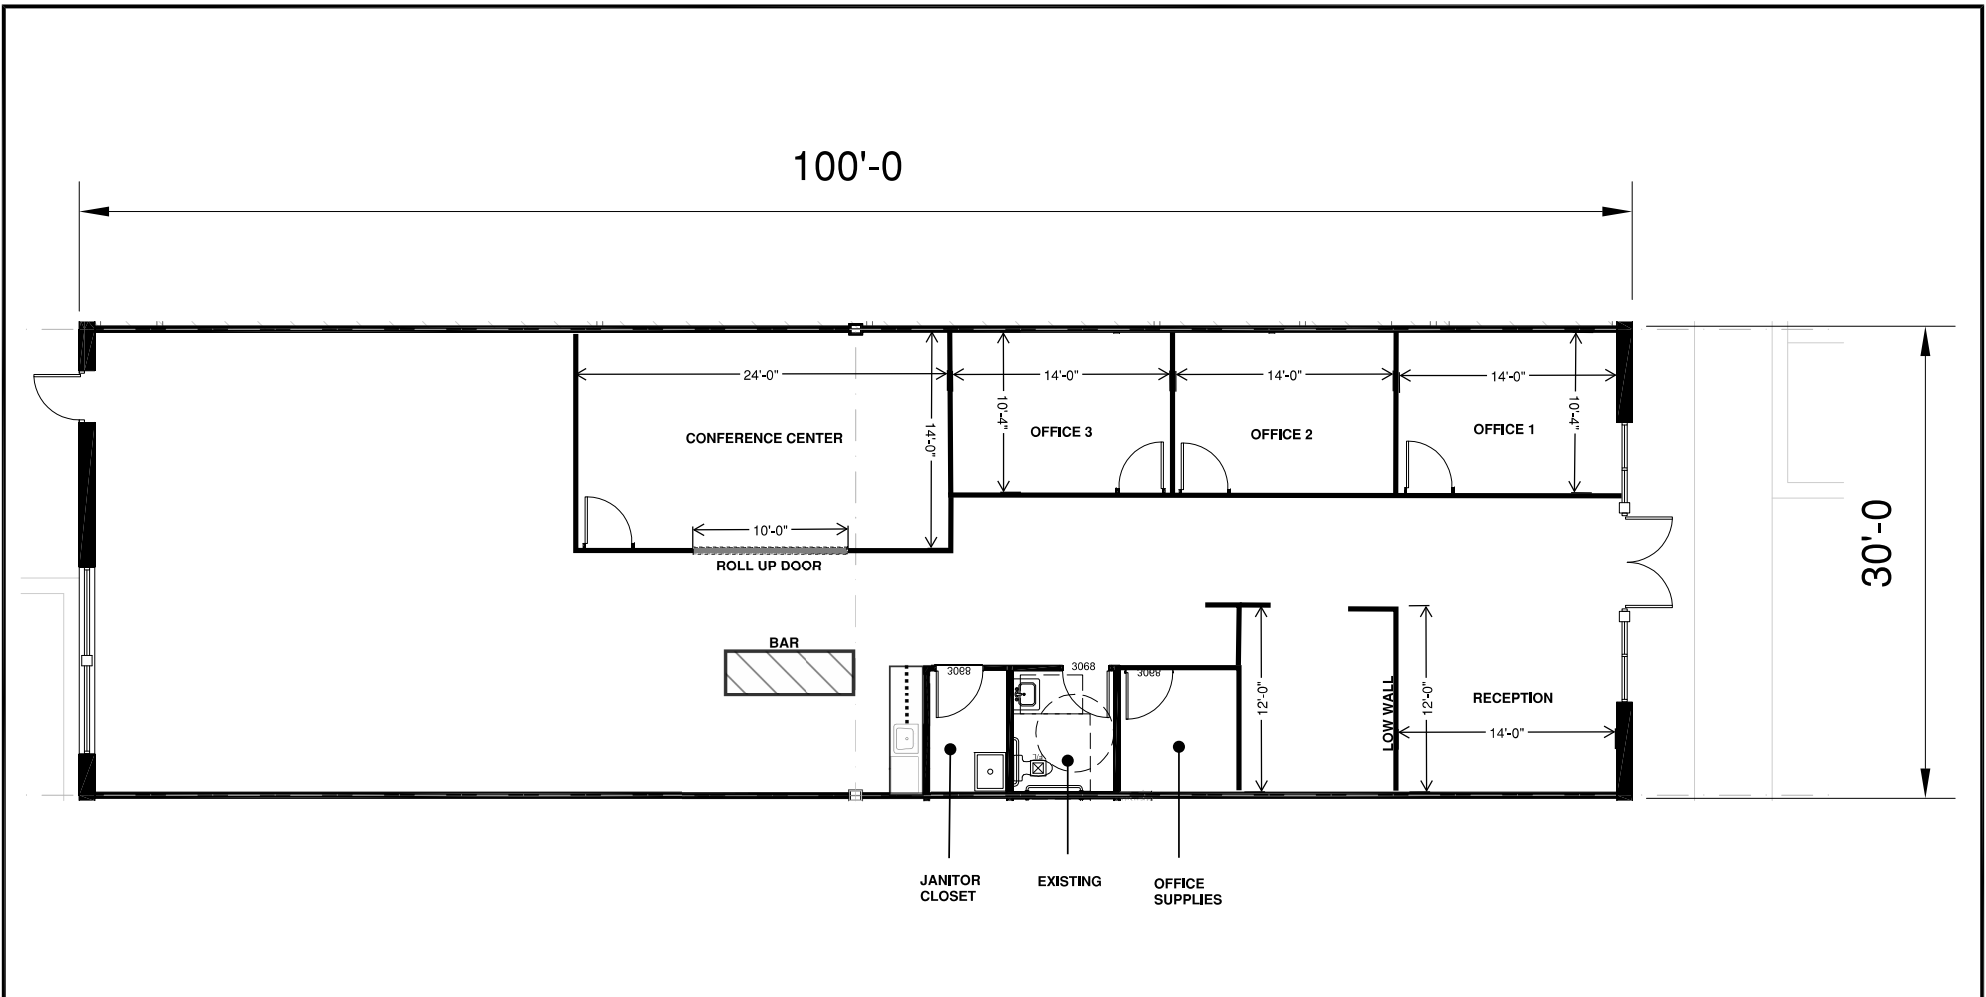 100'-0
30'-0
24'-0"
14'-0"
14'-0"
14'-0"
10'-4"
10'-4"
14'-0"
CONFERENCE CENTER
OFFICE 3
OFFICE 2
OFFICE 1
10'-0"
ROLL UP DOOR
BAR
3068
3068
3068
12'-0"
LOW WALL
12'-0"
RECEPTION
14'-0"
JANITOR
CLOSET
EXISTING
OFFICE
SUPPLIES